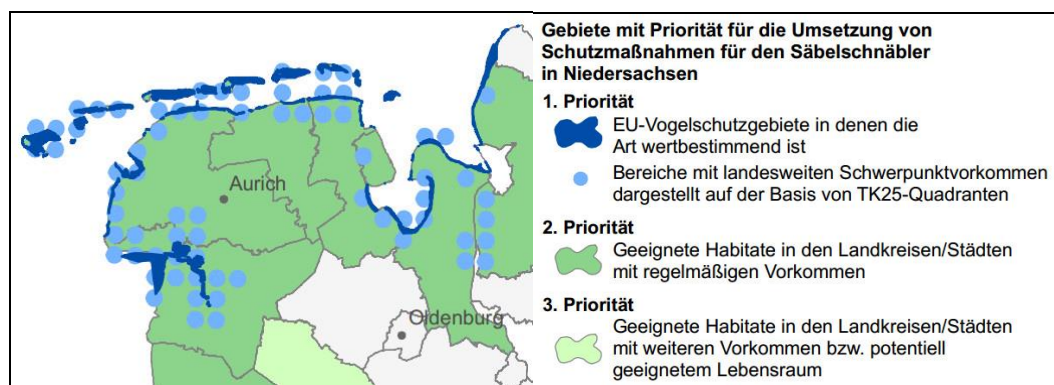 Aurich
Oldenburg
Gebiete mit Priorität für die Umsetzung von
Schutzmaßnahmen für den Säbelschnäbler
in Niedersachsen
1. Priorität
EU-Vogelschutzgebiete in denen die
Art wertbestimmend ist
Bereiche mit landesweiten Schwerpunktvorkommen
dargestellt auf der Basis von TK25-Quadranten
2. Priorität
Geeignete Habitate in den Landkreisen/Städten
mit regelmäßigen Vorkommen
3. Priorität
Geeignete Habitate in den Landkreisen/Städten
mit weiteren Vorkommen bzw. potentiell
geeignetem Lebensraum